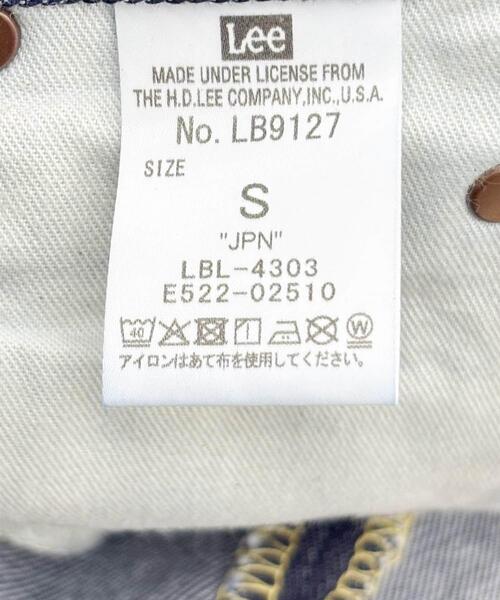 Lee
MADE UNDER LICENSE FROM
THE H.D.LEE COMPANY,INC.,U.S.A.
No. LB9127
SIZE
S
"JPN"
LBL-4303
E522-02510
40 W
アイロンはあて布を使用してください。